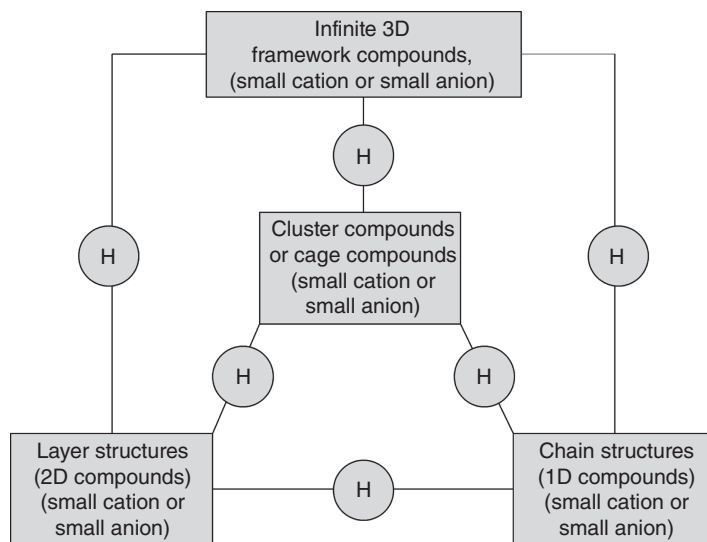 Infinite 3D
framework compounds,
(small cation or small anion)
H
Cluster compounds
or cage compounds
(small cation or
small anion)
H
H
H
H
Layer structures
(2D compounds)
(small cation or
small anion)
H
Chain structures
(1D compounds)
(small cation or
small anion)